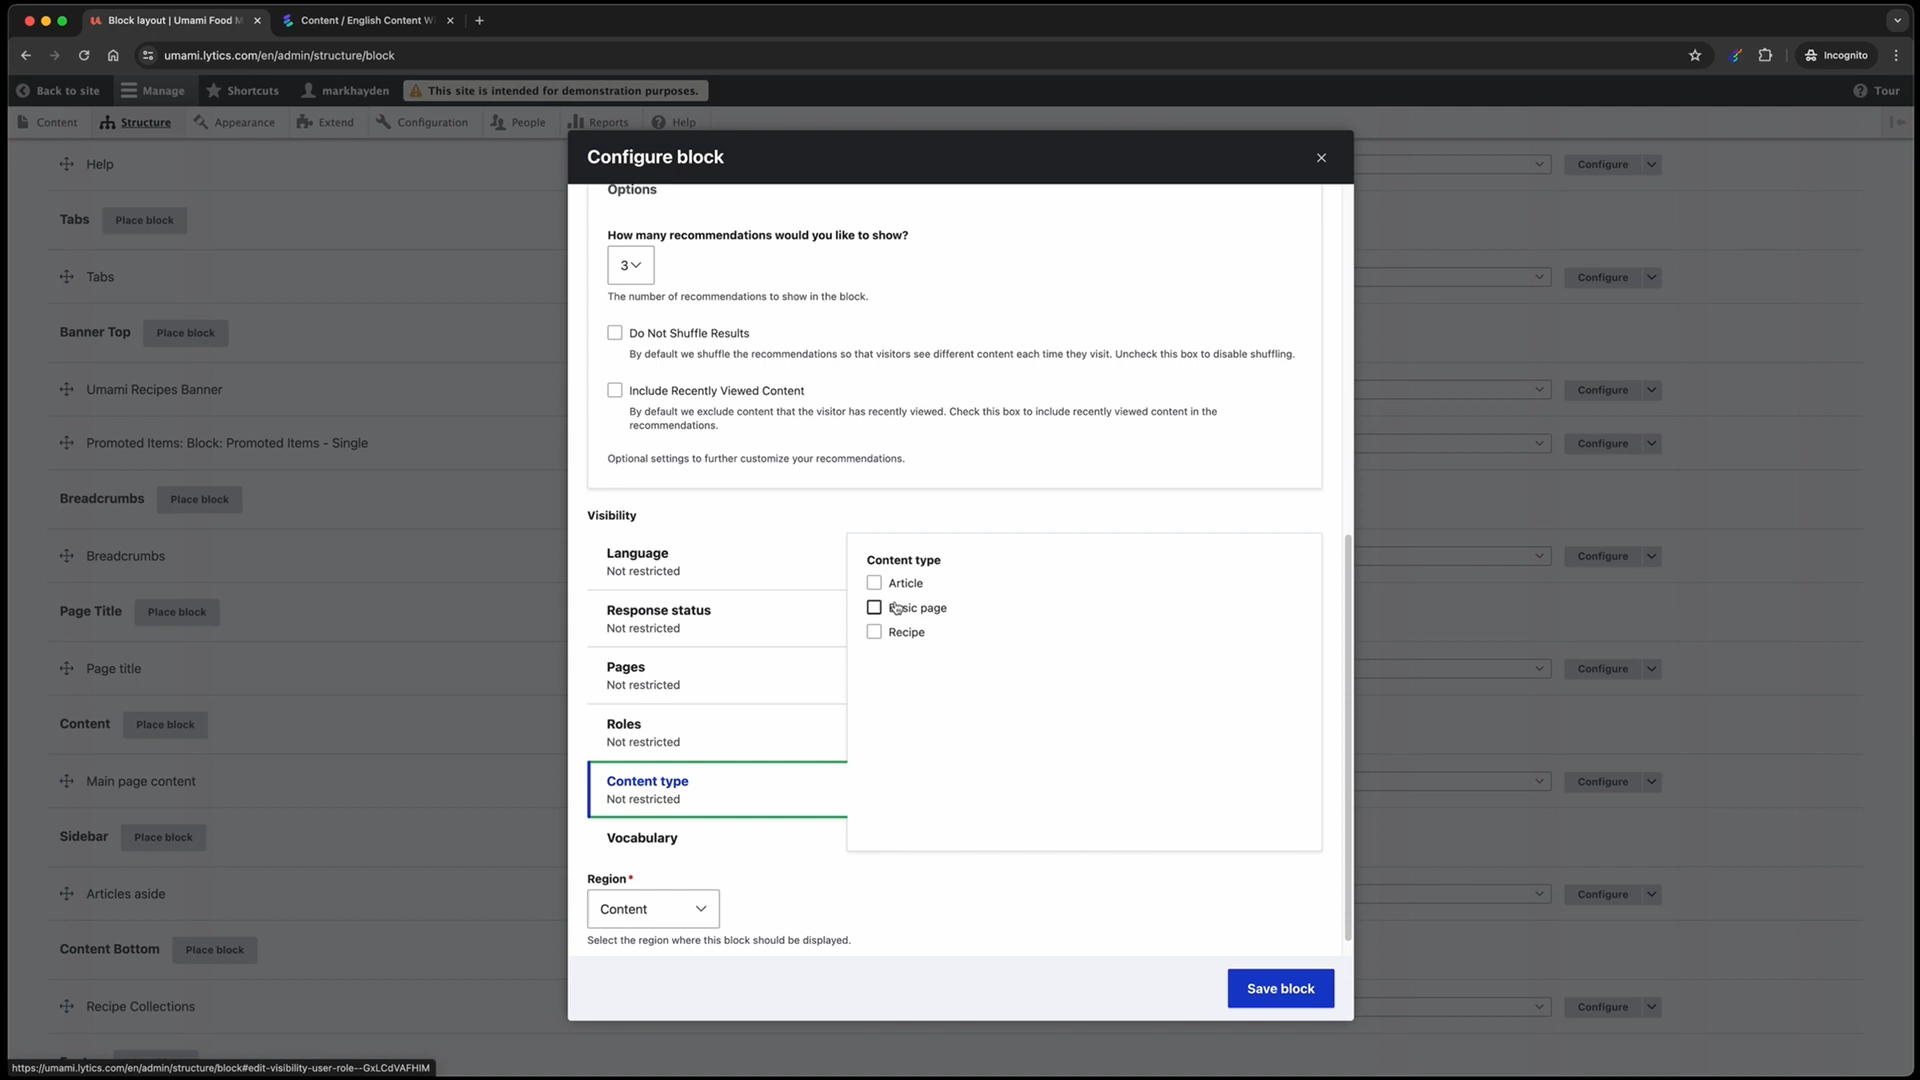 Block layout | Umami Food M
Content / English Content W
umami.lytics.com/en/admin/structure/block
Incognito
Back to site
Manage
Shortcuts
markhayden
This site is intended for demonstration purposes.
Tour
Content
Structure
Appearance
Extend
Configuration
People
Reports
Help
Configure block
Help
Configure
Tabs
Place block
Tabs
Configure
Banner Top
Place block
Umami Recipes Banner
Configure
Promoted Items: Block: Promoted Items - Single
Configure
Breadcrumbs
Place block
Breadcrumbs
Configure
Page Title
Place block
Page title
Configure
Content
Place block
Main page content
Configure
Sidebar
Place block
Articles aside
Configure
Content Bottom
Place block
Recipe Collections
Configure
Options
How many recommendations would you like to show?
3
The number of recommendations to show in the block.
Do Not Shuffle Results
By default we shuffle the recommendations so that visitors see different content each time they visit. Uncheck this box to disable shuffling.
Include Recently Viewed Content
By default we exclude content that the visitor has recently viewed. Check this box to include recently viewed content in the
recommendations.
Optional settings to further customize your recommendations.
Visibility
Language
Not restricted
Response status
Not restricted
Pages
Not restricted
Roles
Not restricted
Content type
Not restricted
Vocabulary
Content type
Article
Basic page
Recipe
Region*
Content
Select the region where this block should be displayed.
Save block
https://umami.lytics.com/en/admin/structure/block#edit-visibility-user-role--GxLCdVAFHIM